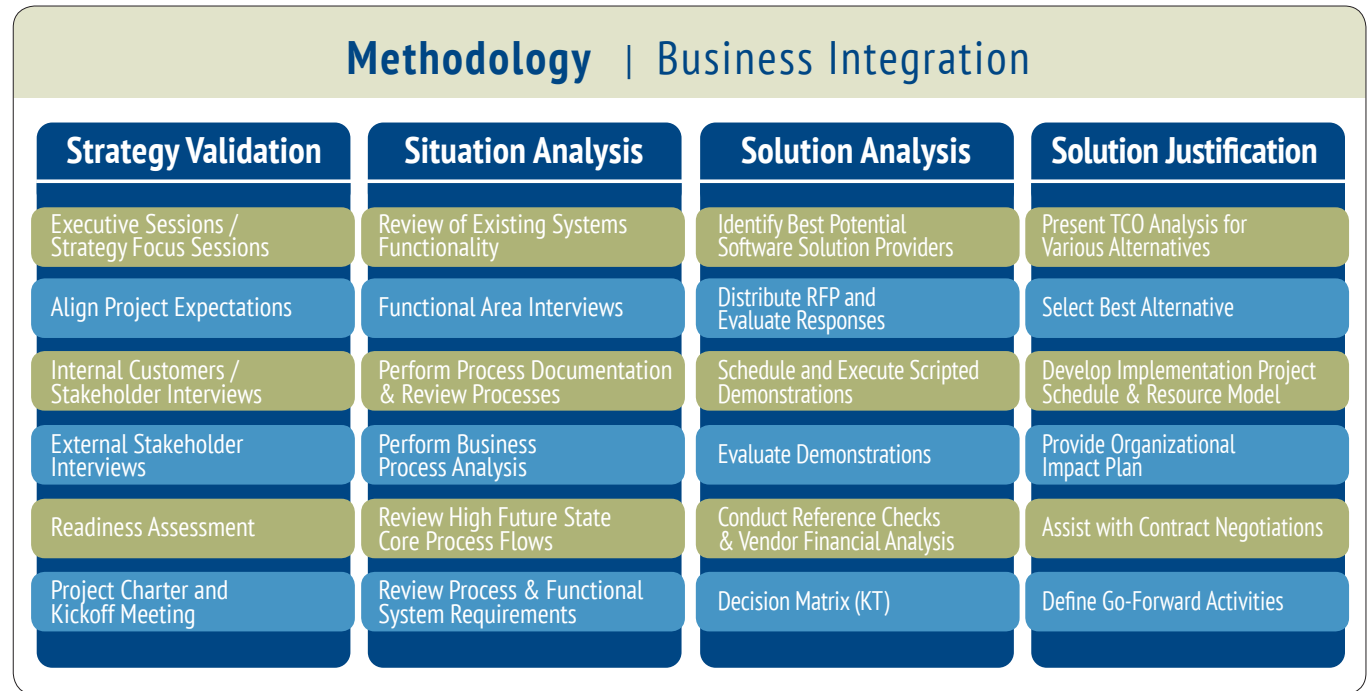 Methodology | Business Integration
Strategy Validation
Executive Sessions /
Strategy Focus Sessions
Align Project Expectations
Internal Customers /
Stakeholder Interviews
External Stakeholder
Interviews
Readiness Assessment
Project Charter and
Kickoff Meeting
Situation Analysis
Review of Existing Systems
Functionality
Functional Area Interviews
Perform Process Documentation
& Review Processes
Perform Business
Process Analysis
Review High Future State
Core Process Flows
Review Process & Functional
System Requirements
Solution Analysis
Identify Best Potential
Software Solution Providers
Distribute RFP and
Evaluate Responses
Schedule and Execute Scripted
Demonstrations
Evaluate Demonstrations
Conduct Reference Checks
& Vendor Financial Analysis
Decision Matrix (KT)
Solution Justification
Present TCO Analysis for
Various Alternatives
Select Best Alternative
Develop Implementation Project
Schedule & Resource Model
Provide Organizational
Impact Plan
Assist with Contract Negotiations
Define Go-Forward Activities